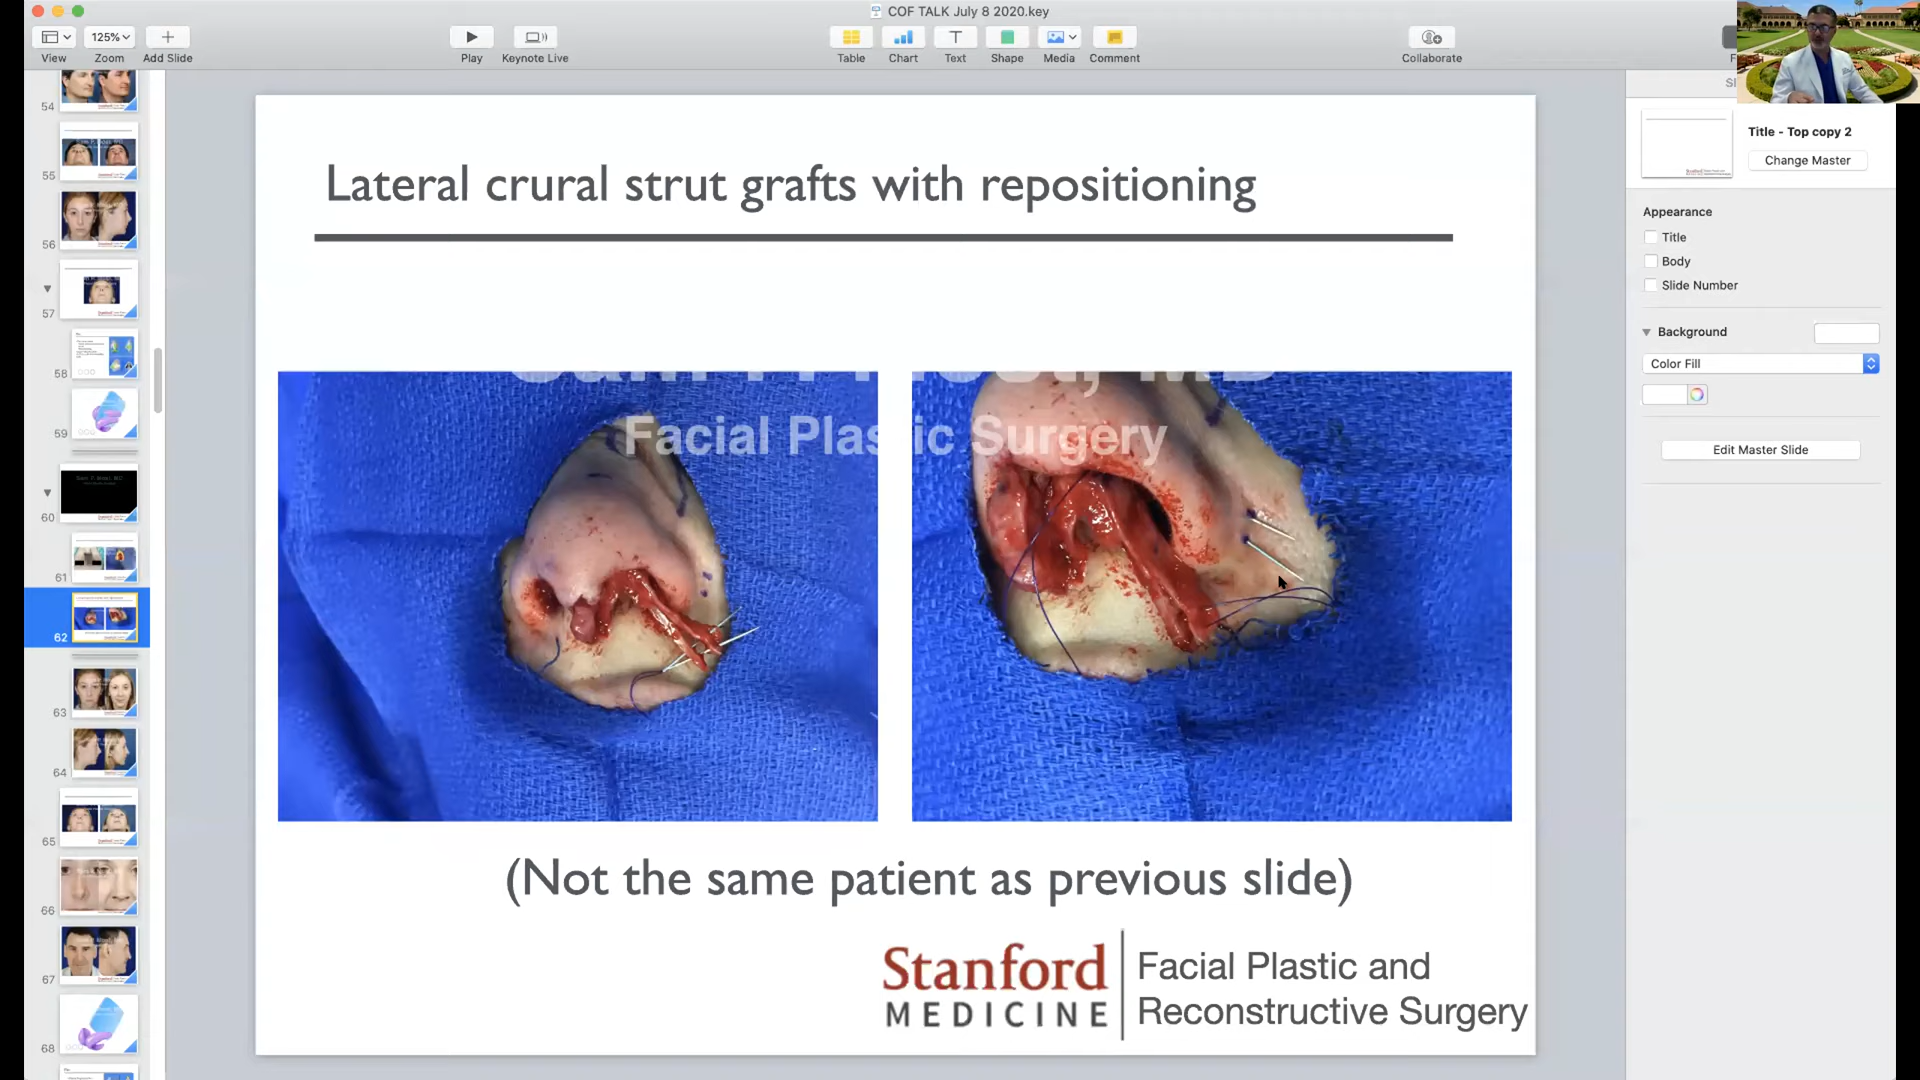 COF TALK July 8 2020.key
125%
View
Zoom
Add Slide
Play
Keynote Live
Table
Chart
Text
Shape
Media
Comment
Collaborate
54
55
56
57
58
59
60
61
62
63
64
65
66
67
68
Lateral crural strut grafts with repositioning
Facial Plastic Surgery
(Not the same patient as previous slide)
Stanford
MEDICINE
Facial Plastic and
Reconstructive Surgery
Title - Top copy 2
Change Master
Appearance
Title
Body
Slide Number
Background
Color Fill
Edit Master Slide